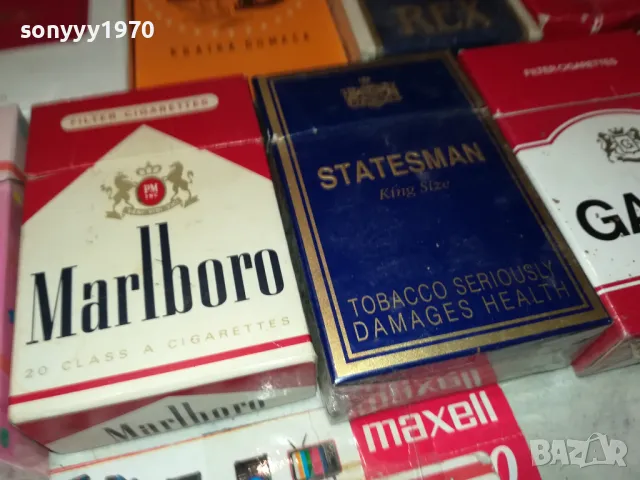 sonyyy1970
REX
FILTER CIGARETTES
PM
Marlboro
20 CLASS A CIGARETTES
Marlboro
STATESMAN
King Size
TOBACCO SERIOUSLY
DAMAGES HEALTH
FILTER CIGARETTES
GA
maxell
maxell
BAZAR
bg